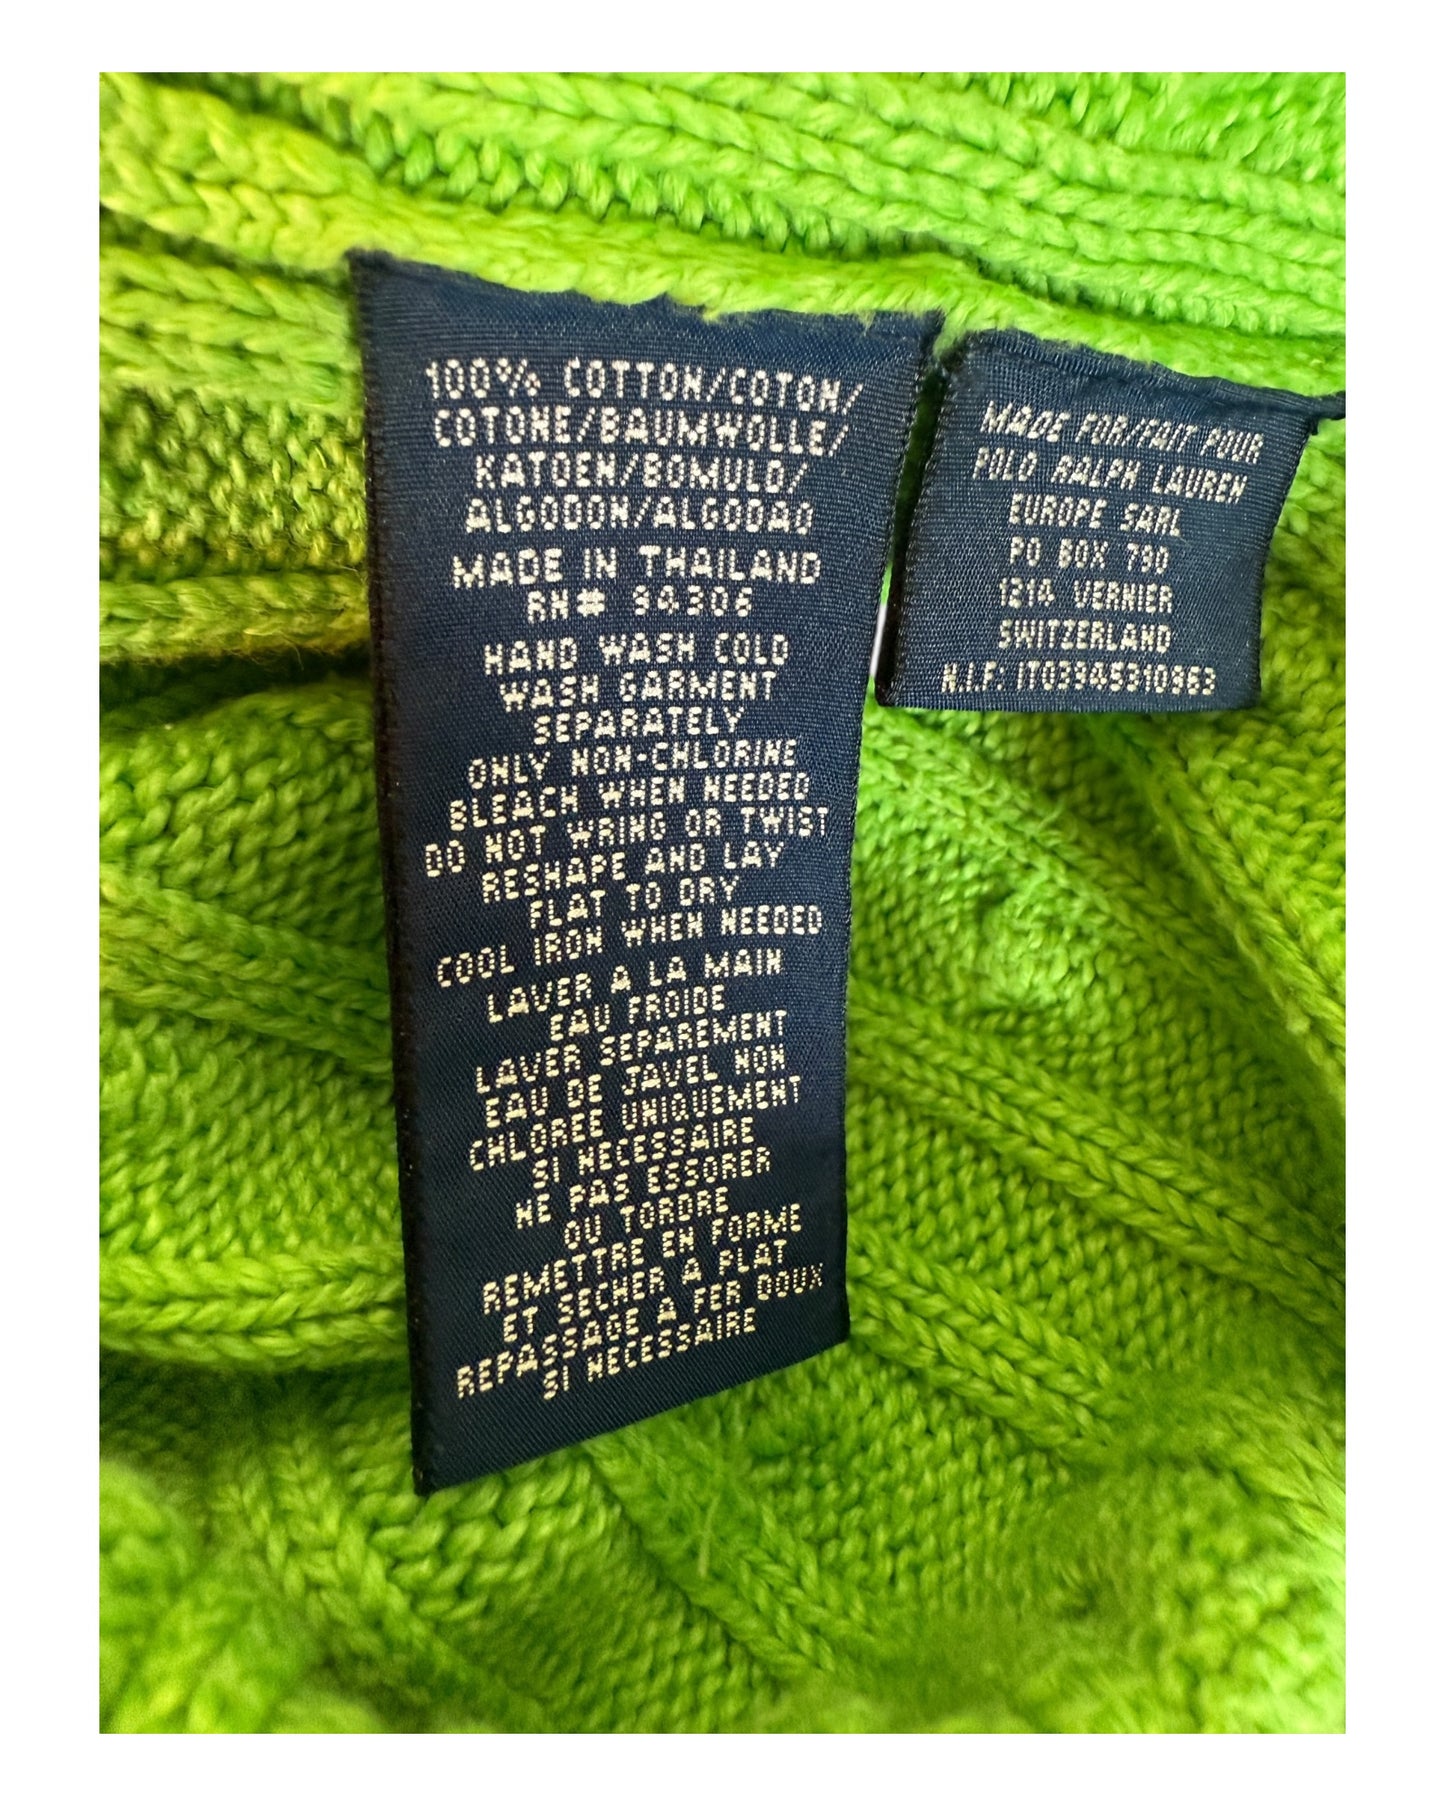 100% COTTON/COTON/
COTONE/BAUMWOLLE/
KATOEN/BOMULD/
ALGODON/ALGODAO
MADE IN THAILAND
RN# 94306
HAND WASH COLD
WASH GARMENT
SEPARATELY
ONLY NON-CHLORINE
BLEACH WHEN NEEDED
DO NOT WRING OR TWIST
RESHAPE AND LAY
FLAT TO DRY
COOL IRON WHEN NEEDED
LAVER A LA MAIN
EAU FROIDE
LAVER SEPAREMENT
EAU DE JAVEL NON
CHLOREE UNIQUEMENT
SI NECESSAIRE
NE PAS ESSORER
OU TORDRE
REMETTRE EN FORME
ET SECHER A PLAT
REPASSAGE A FER DOUX
SI NECESSAIRE
MADE FOR/FAIT POUR
POLO RALPH LAUREN
EUROPE SARL
PO BOX 790
1214 VERNIER
SWITZERLAND
N.I.F: